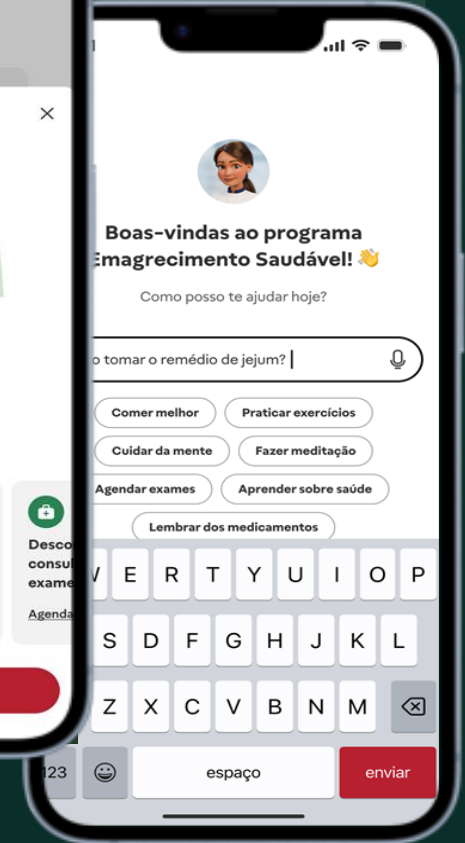 Boas-vindas ao programa
Emagrecimento Saudável! 👋
Como posso te ajudar hoje?
o tomar o remédio de jejum?
Comer melhor
Praticar exercícios
Cuidar da mente
Fazer meditação
Agendar exames
Aprender sobre saúde
Lembrar dos medicamentos
Desco
consul
exame
Agenda
E R T Y U I O P
S D F G H J K L
Z X C V B N M
123
espaço
enviar